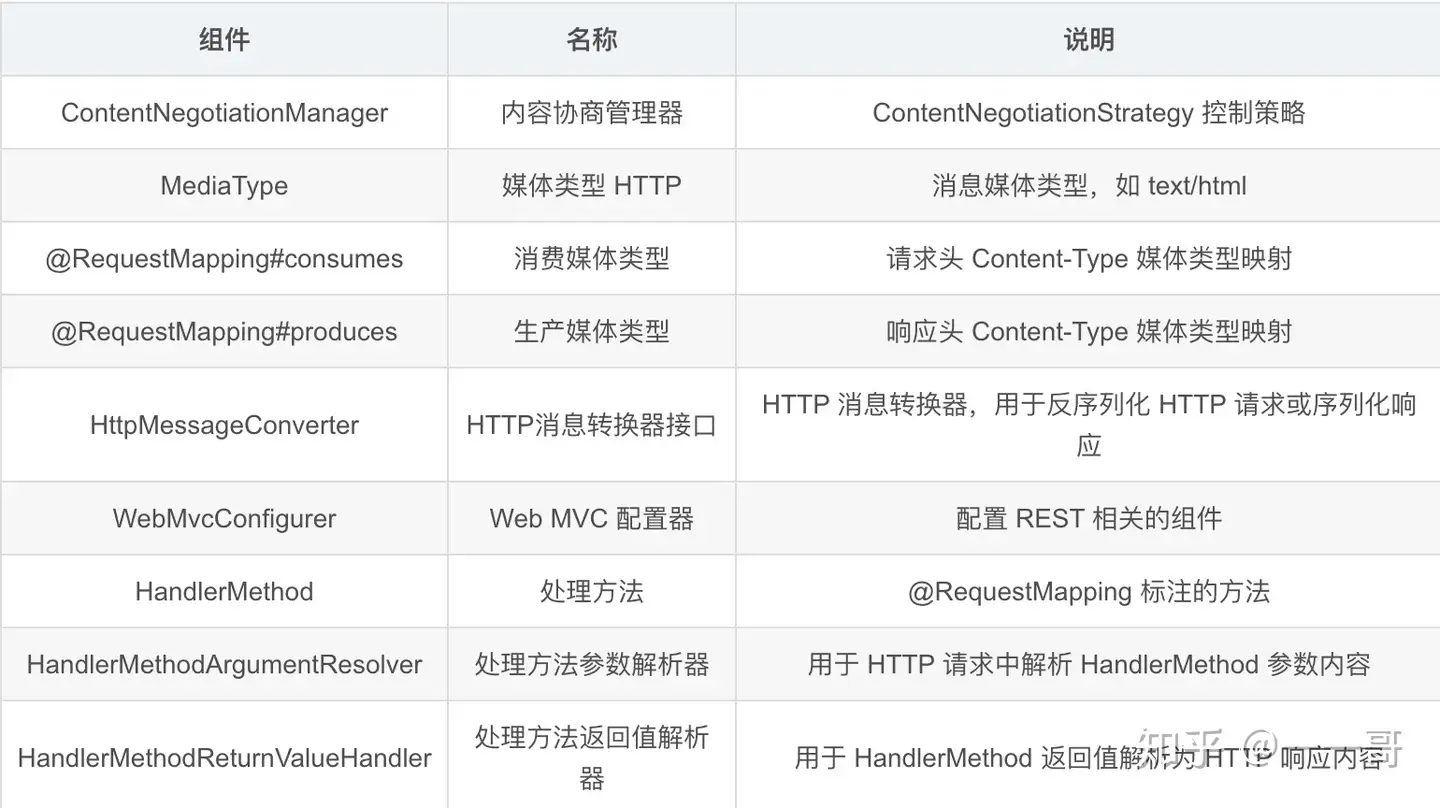 组件 名称 说明
ContentNegotiationManager 内容协商管理器 ContentNegotiationStrategy 控制策略
MediaType 媒体类型 HTTP 消息媒体类型，如 text/html
@RequestMapping#consumes 消费媒体类型 请求头 Content-Type 媒体类型映射
@RequestMapping#produces 生产媒体类型 响应头 Content-Type 媒体类型映射
HttpMessageConverter HTTP消息转换器接口 HTTP 消息转换器，用于反序列化 HTTP 请求或序列化响
应
WebMvcConfigurer Web MVC 配置器 配置 REST 相关的组件
HandlerMethod 处理方法 @RequestMapping 标注的方法
HandlerMethodArgumentResolver 处理方法参数解析器 用于 HTTP 请求中解析 HandlerMethod 参数内容
HandlerMethodReturnValueHandler 处理方法返回值解析
器
用于 HandlerMethod 返回值解析为 HTTP 响应内容
知乎 @一一哥